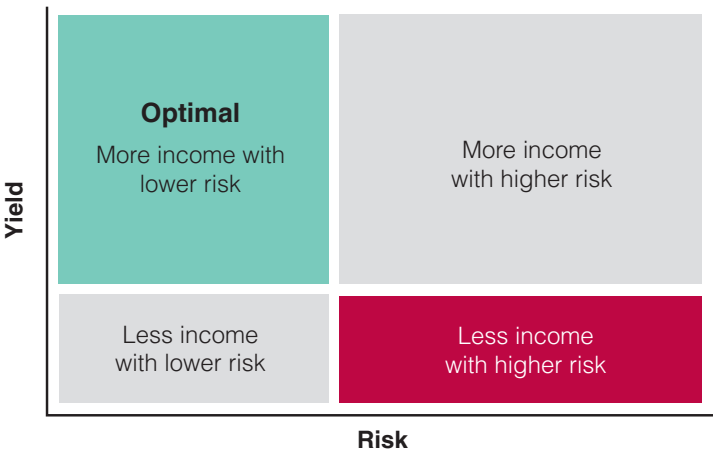 Yield
Optimal
More income with
lower risk
More income
with higher risk
Less income
with lower risk
Less income
with higher risk
Risk